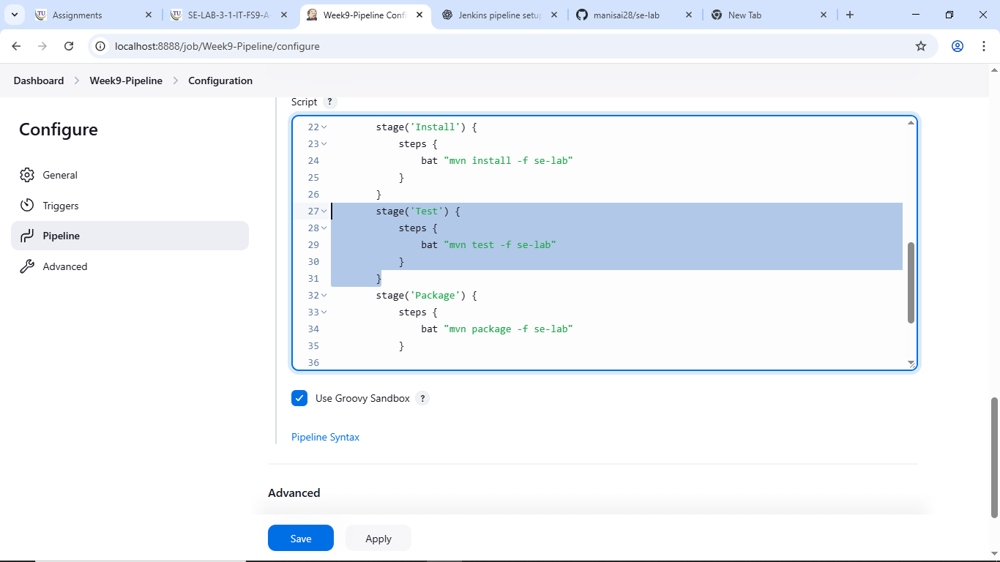 Assignments
SE-LAB-3-1-IT-FS9-A-
Week9-Pipeline Confi
Jenkins pipeline setup
manisai28/se-lab
New Tab
localhost:8888/job/Week9-Pipeline/configure
Dashboard > Week9-Pipeline > Configuration
Configure
General
Triggers
Pipeline
Advanced
Script ?
22 stage('Install') {
23 steps {
24 bat "mvn install -f se-lab"
25 }
26 }
27 stage('Test') {
28 steps {
29 bat "mvn test -f se-lab"
30 }
31 }
32 stage('Package') {
33 steps {
34 bat "mvn package -f se-lab"
35 }
36
Use Groovy Sandbox ?
Pipeline Syntax
Advanced
Save
Apply